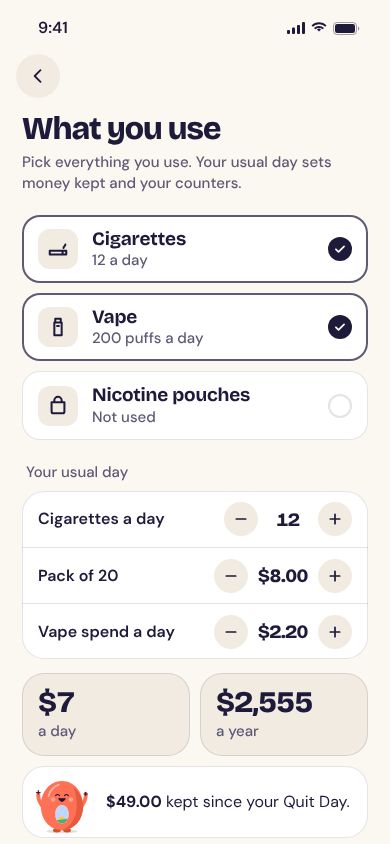 9:41
What you use
Pick everything you use. Your usual day sets
money kept and your counters.
Cigarettes
12 a day
Vape
200 puffs a day
Nicotine pouches
Not used
Your usual day
Cigarettes a day − 12 +
Pack of 20 − $8.00 +
Vape spend a day − $2.20 +
$7
a day
$2,555
a year
$49.00 kept since your Quit Day.